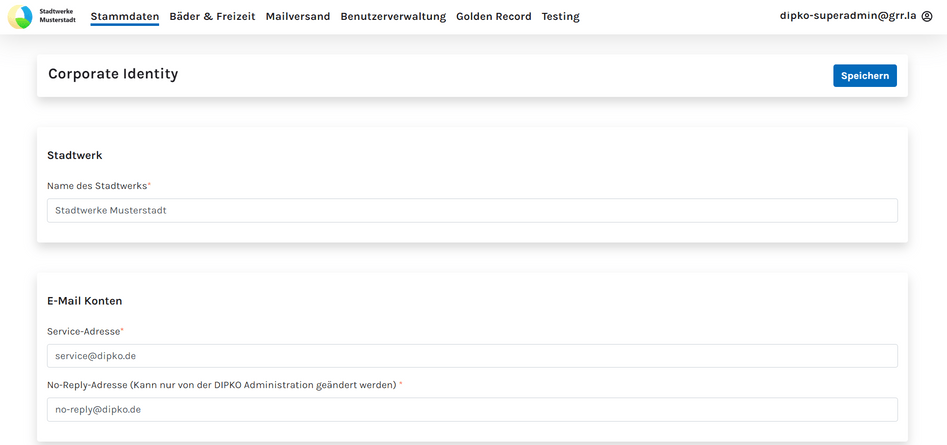 Stadtwerke
Musterstadt
Stammdaten Bäder & Freizeit Mailversand Benutzerverwaltung Golden Record Testing
dipko-superadmin@grr.la
Corporate Identity
Speichern
Stadtwerk
Name des Stadtwerks*
Stadtwerke Musterstadt
E-Mail Konten
Service-Adresse*
service@dipko.de
No-Reply-Adresse (Kann nur von der DIPKO Administration geändert werden) *
no-reply@dipko.de